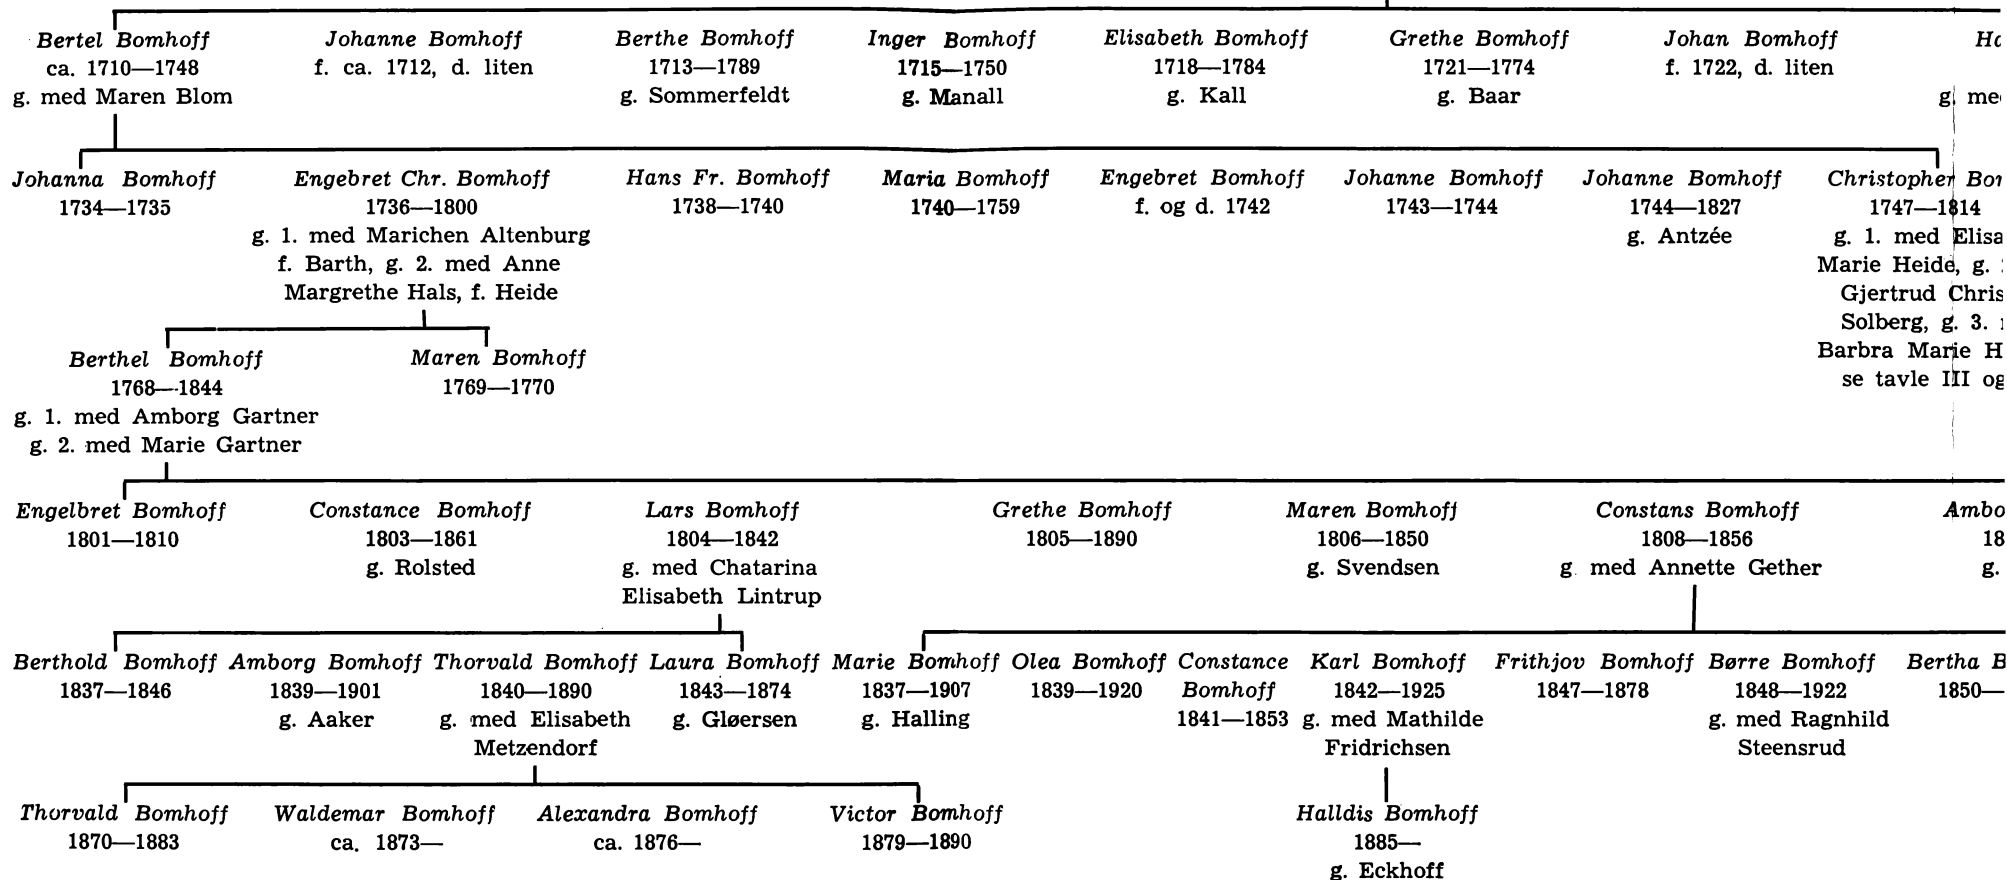 Bertel Bomhoff
ca. 1710—1748
g. med Maren Blom
Johanne Bomhoff
f. ca. 1712, d. liten
Berthe Bomhoff
1713—1789
g. Sommerfeldt
Inger Bomhoff
1715—1750
g. Manall
Elisabeth Bomhoff
1718—1784
g. Kall
Grethe Bomhoff
1721—1774
g. Baar
Johan Bomhoff
f. 1722, d. liten
g. me
Johanna Bomhoff
1734—1735
Engebret Chr. Bomhoff
1736—1800
g. 1. med Marichen Altenburg
f. Barth, g. 2. med Anne
Margrethe Hals, f. Heide
Hans Fr. Bomhoff
1738—1740
Maria Bomhoff
1740—1759
Engebret Bomhoff
f. og d. 1742
Johanne Bomhoff
1743—1744
Johanne Bomhoff
1744—1827
g. Antzée
Christopher Bo
1747—1814
g. 1. med Elisa
Marie Heide, g.
Gjertrud Chris
Solberg, g. 3.
Barbra Marie H
se tavle III og
Berthel Bomhoff
1768—1844
g. 1. med Amborg Gartner
g. 2. med Marie Gartner
Maren Bomhoff
1769—1770
Engelbret Bomhoff
1801—1810
Constance Bomhoff
1803—1861
g. Rolsted
Lars Bomhoff
1804—1842
g. med Chatarina
Elisabeth Lintrup
Grethe Bomhoff
1805—1890
Maren Bomhoff
1806—1850
g. Svendsen
Constans Bomhoff
1808—1856
g. med Annette Gether
Ambo
18
g.
Berthold Bomhoff
1837—1846
Amborg Bomhoff
1839—1901
g. Aaker
Thorvald Bomhoff
1840—1890
g. med Elisabeth
Metzendorf
Laura Bomhoff
1843—1874
g. Gløersen
Marie Bomhoff
1837—1907
g. Halling
Olea Bomhoff
1839—1920
Constance
Bomhoff
1841—1853
Karl Bomhoff
1842—1925
g. med Mathilde
Fridrichsen
Frithjov Bomhoff
1847—1878
Børre Bomhoff
1848—1922
g. med Ragnhild
Steensrud
Bertha B
1850—
Thorvald Bomhoff
1870—1883
Waldemar Bomhoff
ca. 1873—
Alexandra Bomhoff
ca. 1876—
Victor Bomhoff
1879—1890
Halldis Bomhoff
1885—
g. Eckhoff